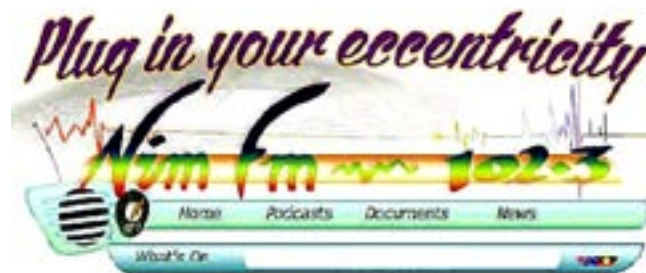 Plug in your eccentricity
Nim fm 102.3
Home Podcasts Documents News
What's On